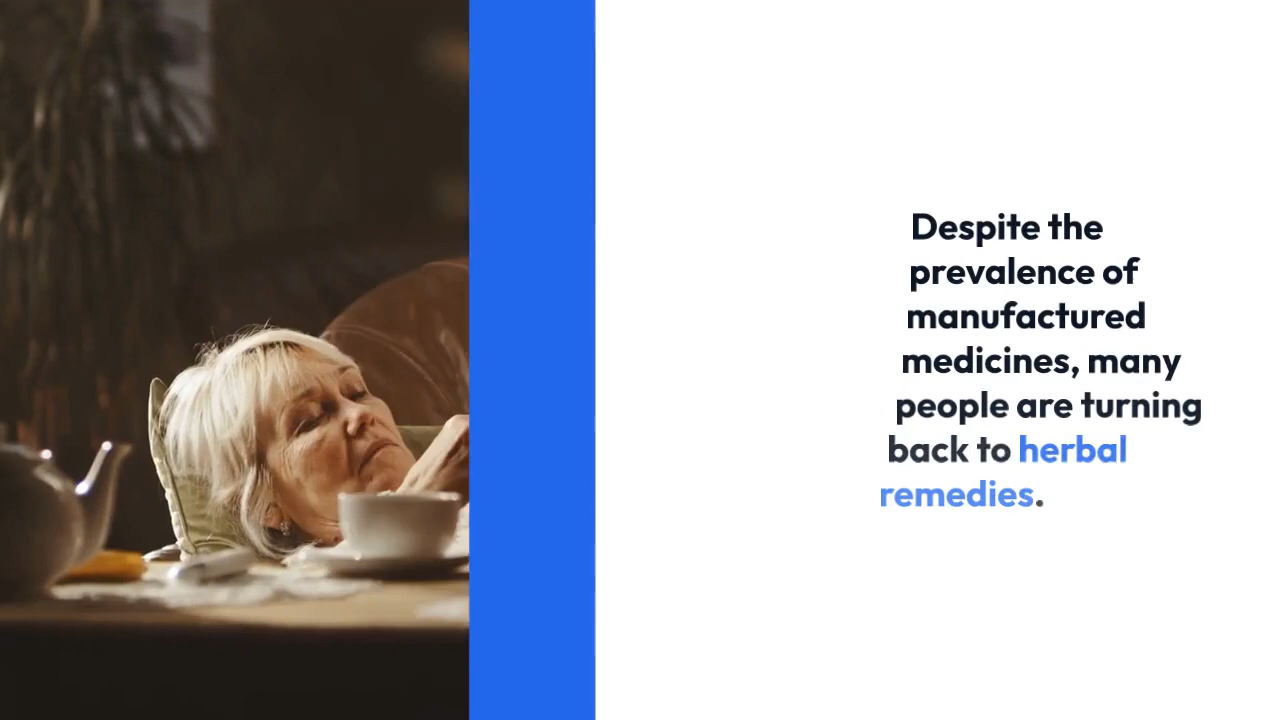 Despite the
prevalence of
manufactured
medicines, many
people are turning
back to herbal
remedies.